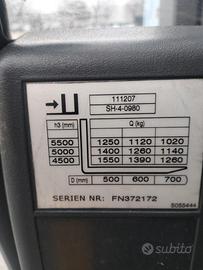 111207
SH-4-0980
h3 (mm) Q (kg)
5500 1250 1120 1020
5000 1400 1260 1140
4500 1550 1390 1260
D (mm) 500 600 700
SERIEN NR: FN372172
5055444
subito